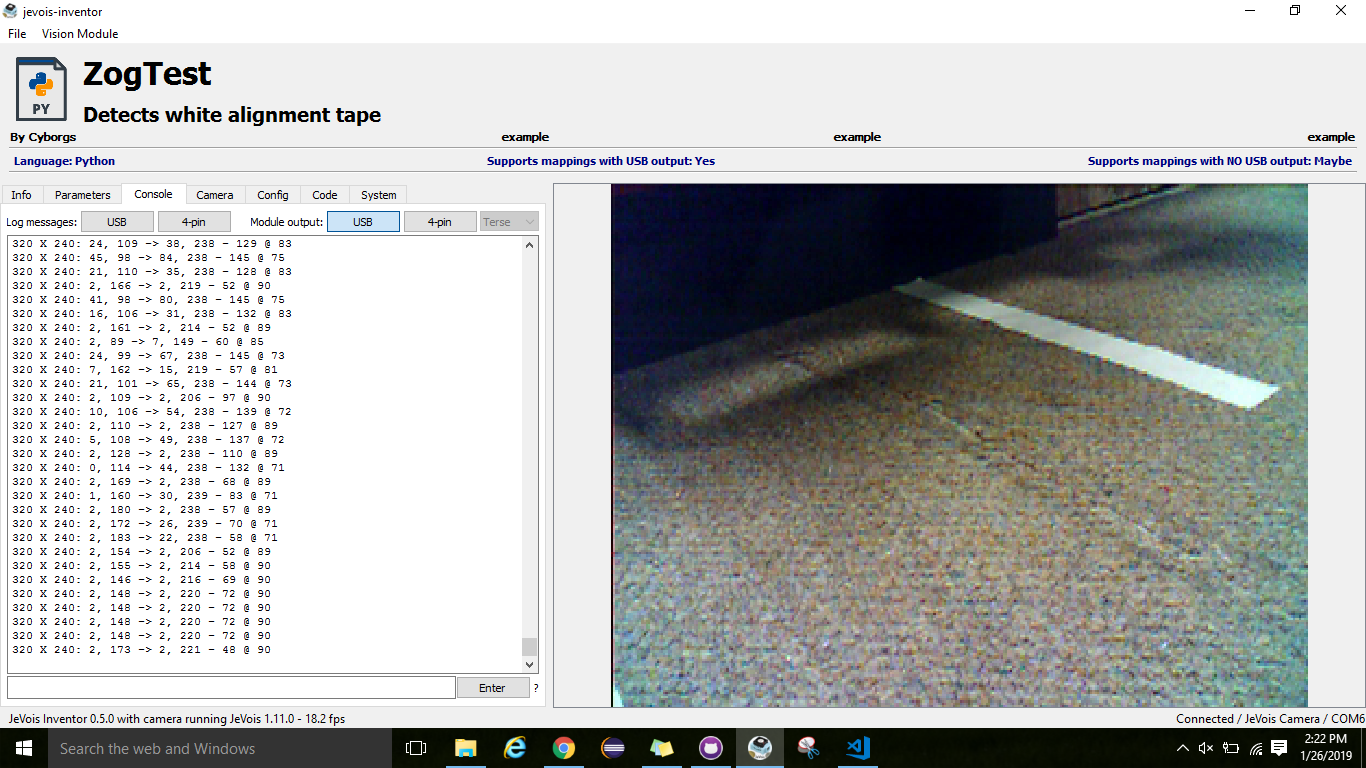 jevois-inventor
File Vision Module
PY
ZogTest
Detects white alignment tape
By Cyborgs example example example
Language: Python Supports mappings with USB output: Yes Supports mappings with NO USB output: Maybe
Info Parameters Console Camera Config Code System
Log messages: USB 4-pin Module output: USB 4-pin Terse
320 X 240: 24, 109 -> 38, 238 - 129 @ 83
320 X 240: 45, 98 -> 84, 238 - 145 @ 75
320 X 240: 21, 110 -> 35, 238 - 128 @ 83
320 X 240: 2, 166 -> 2, 219 - 52 @ 90
320 X 240: 41, 98 -> 80, 238 - 145 @ 75
320 X 240: 16, 106 -> 31, 238 - 132 @ 83
320 X 240: 2, 161 -> 2, 214 - 52 @ 89
320 X 240: 2, 89 -> 7, 149 - 60 @ 85
320 X 240: 24, 99 -> 67, 238 - 145 @ 73
320 X 240: 7, 162 -> 15, 219 - 57 @ 81
320 X 240: 21, 101 -> 65, 238 - 144 @ 73
320 X 240: 2, 109 -> 2, 206 - 97 @ 90
320 X 240: 10, 106 -> 54, 238 - 139 @ 72
320 X 240: 2, 110 -> 2, 238 - 127 @ 89
320 X 240: 5, 108 -> 49, 238 - 137 @ 72
320 X 240: 2, 128 -> 2, 238 - 110 @ 89
320 X 240: 0, 114 -> 44, 238 - 132 @ 71
320 X 240: 2, 169 -> 2, 238 - 68 @ 89
320 X 240: 1, 160 -> 30, 239 - 83 @ 71
320 X 240: 2, 180 -> 2, 238 - 57 @ 89
320 X 240: 2, 172 -> 26, 239 - 70 @ 71
320 X 240: 2, 183 -> 22, 238 - 58 @ 71
320 X 240: 2, 154 -> 2, 206 - 52 @ 89
320 X 240: 2, 155 -> 2, 214 - 58 @ 90
320 X 240: 2, 146 -> 2, 216 - 69 @ 90
320 X 240: 2, 148 -> 2, 220 - 72 @ 90
320 X 240: 2, 148 -> 2, 220 - 72 @ 90
320 X 240: 2, 148 -> 2, 220 - 72 @ 90
320 X 240: 2, 148 -> 2, 220 - 72 @ 90
320 X 240: 2, 173 -> 2, 221 - 48 @ 90
Enter ?
JeVois Inventor 0.5.0 with camera running JeVois 1.11.0 - 18.2 fps Connected / JeVois Camera / COM6
Search the web and Windows
2:22 PM
1/26/2019